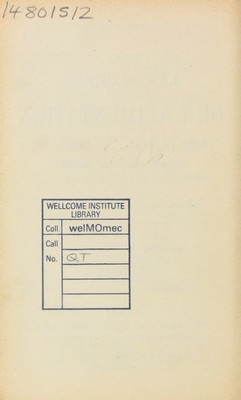 14801512
WELLCOME INSTITUTE
LIBRARY
Coll. welMOmec
Call
No. QT